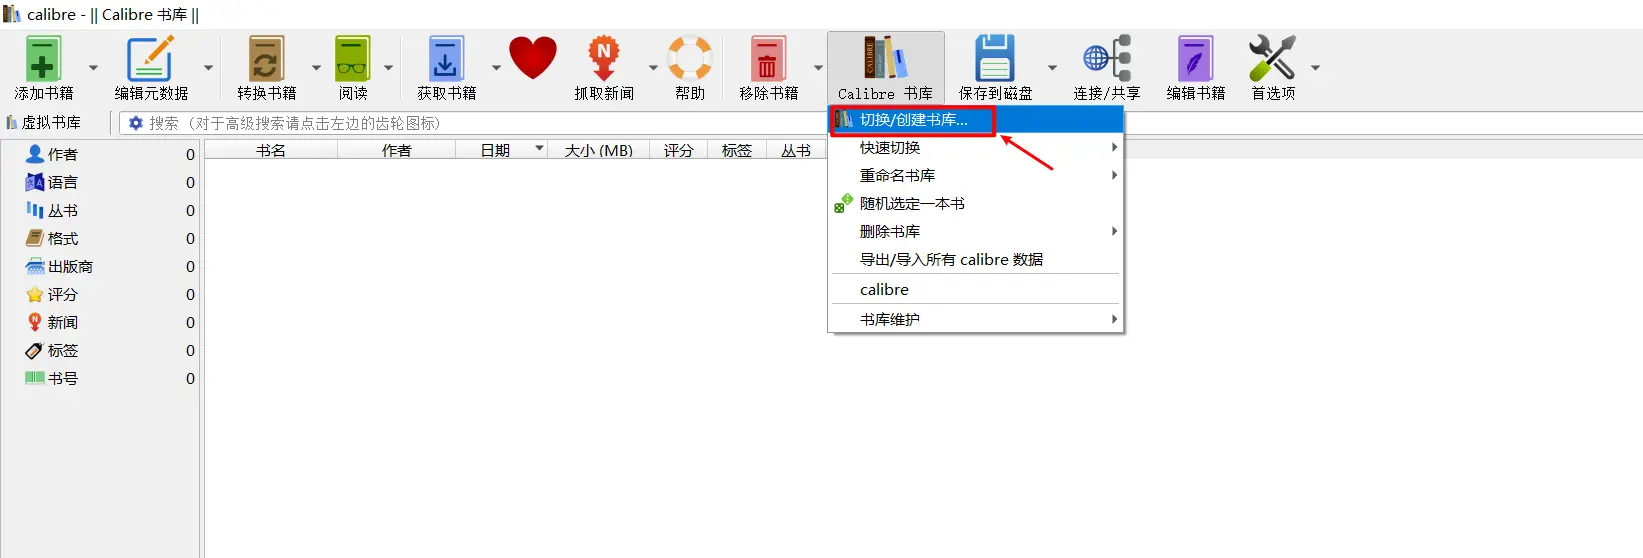 calibre - || Calibre 书库 ||
添加书籍
编辑元数据
转换书籍
阅读
获取书籍
N
抓取新闻
帮助
移除书籍
CALIBRE
Calibre 书库
保存到磁盘
连接/共享
编辑书籍
首选项
虚拟书库
搜索 (对于高级搜索请点击左边的齿轮图标)
切换/创建书库...
快速切换
重命名书库
随机选定一本书
删除书库
导出/导入所有 calibre 数据
calibre
书库维护
书名 作者 日期 大小 (MB) 评分 标签 丛书
作者 0
语言 0
丛书 0
格式 0
出版商 0
评分 0
新闻 0
标签 0
书号 0